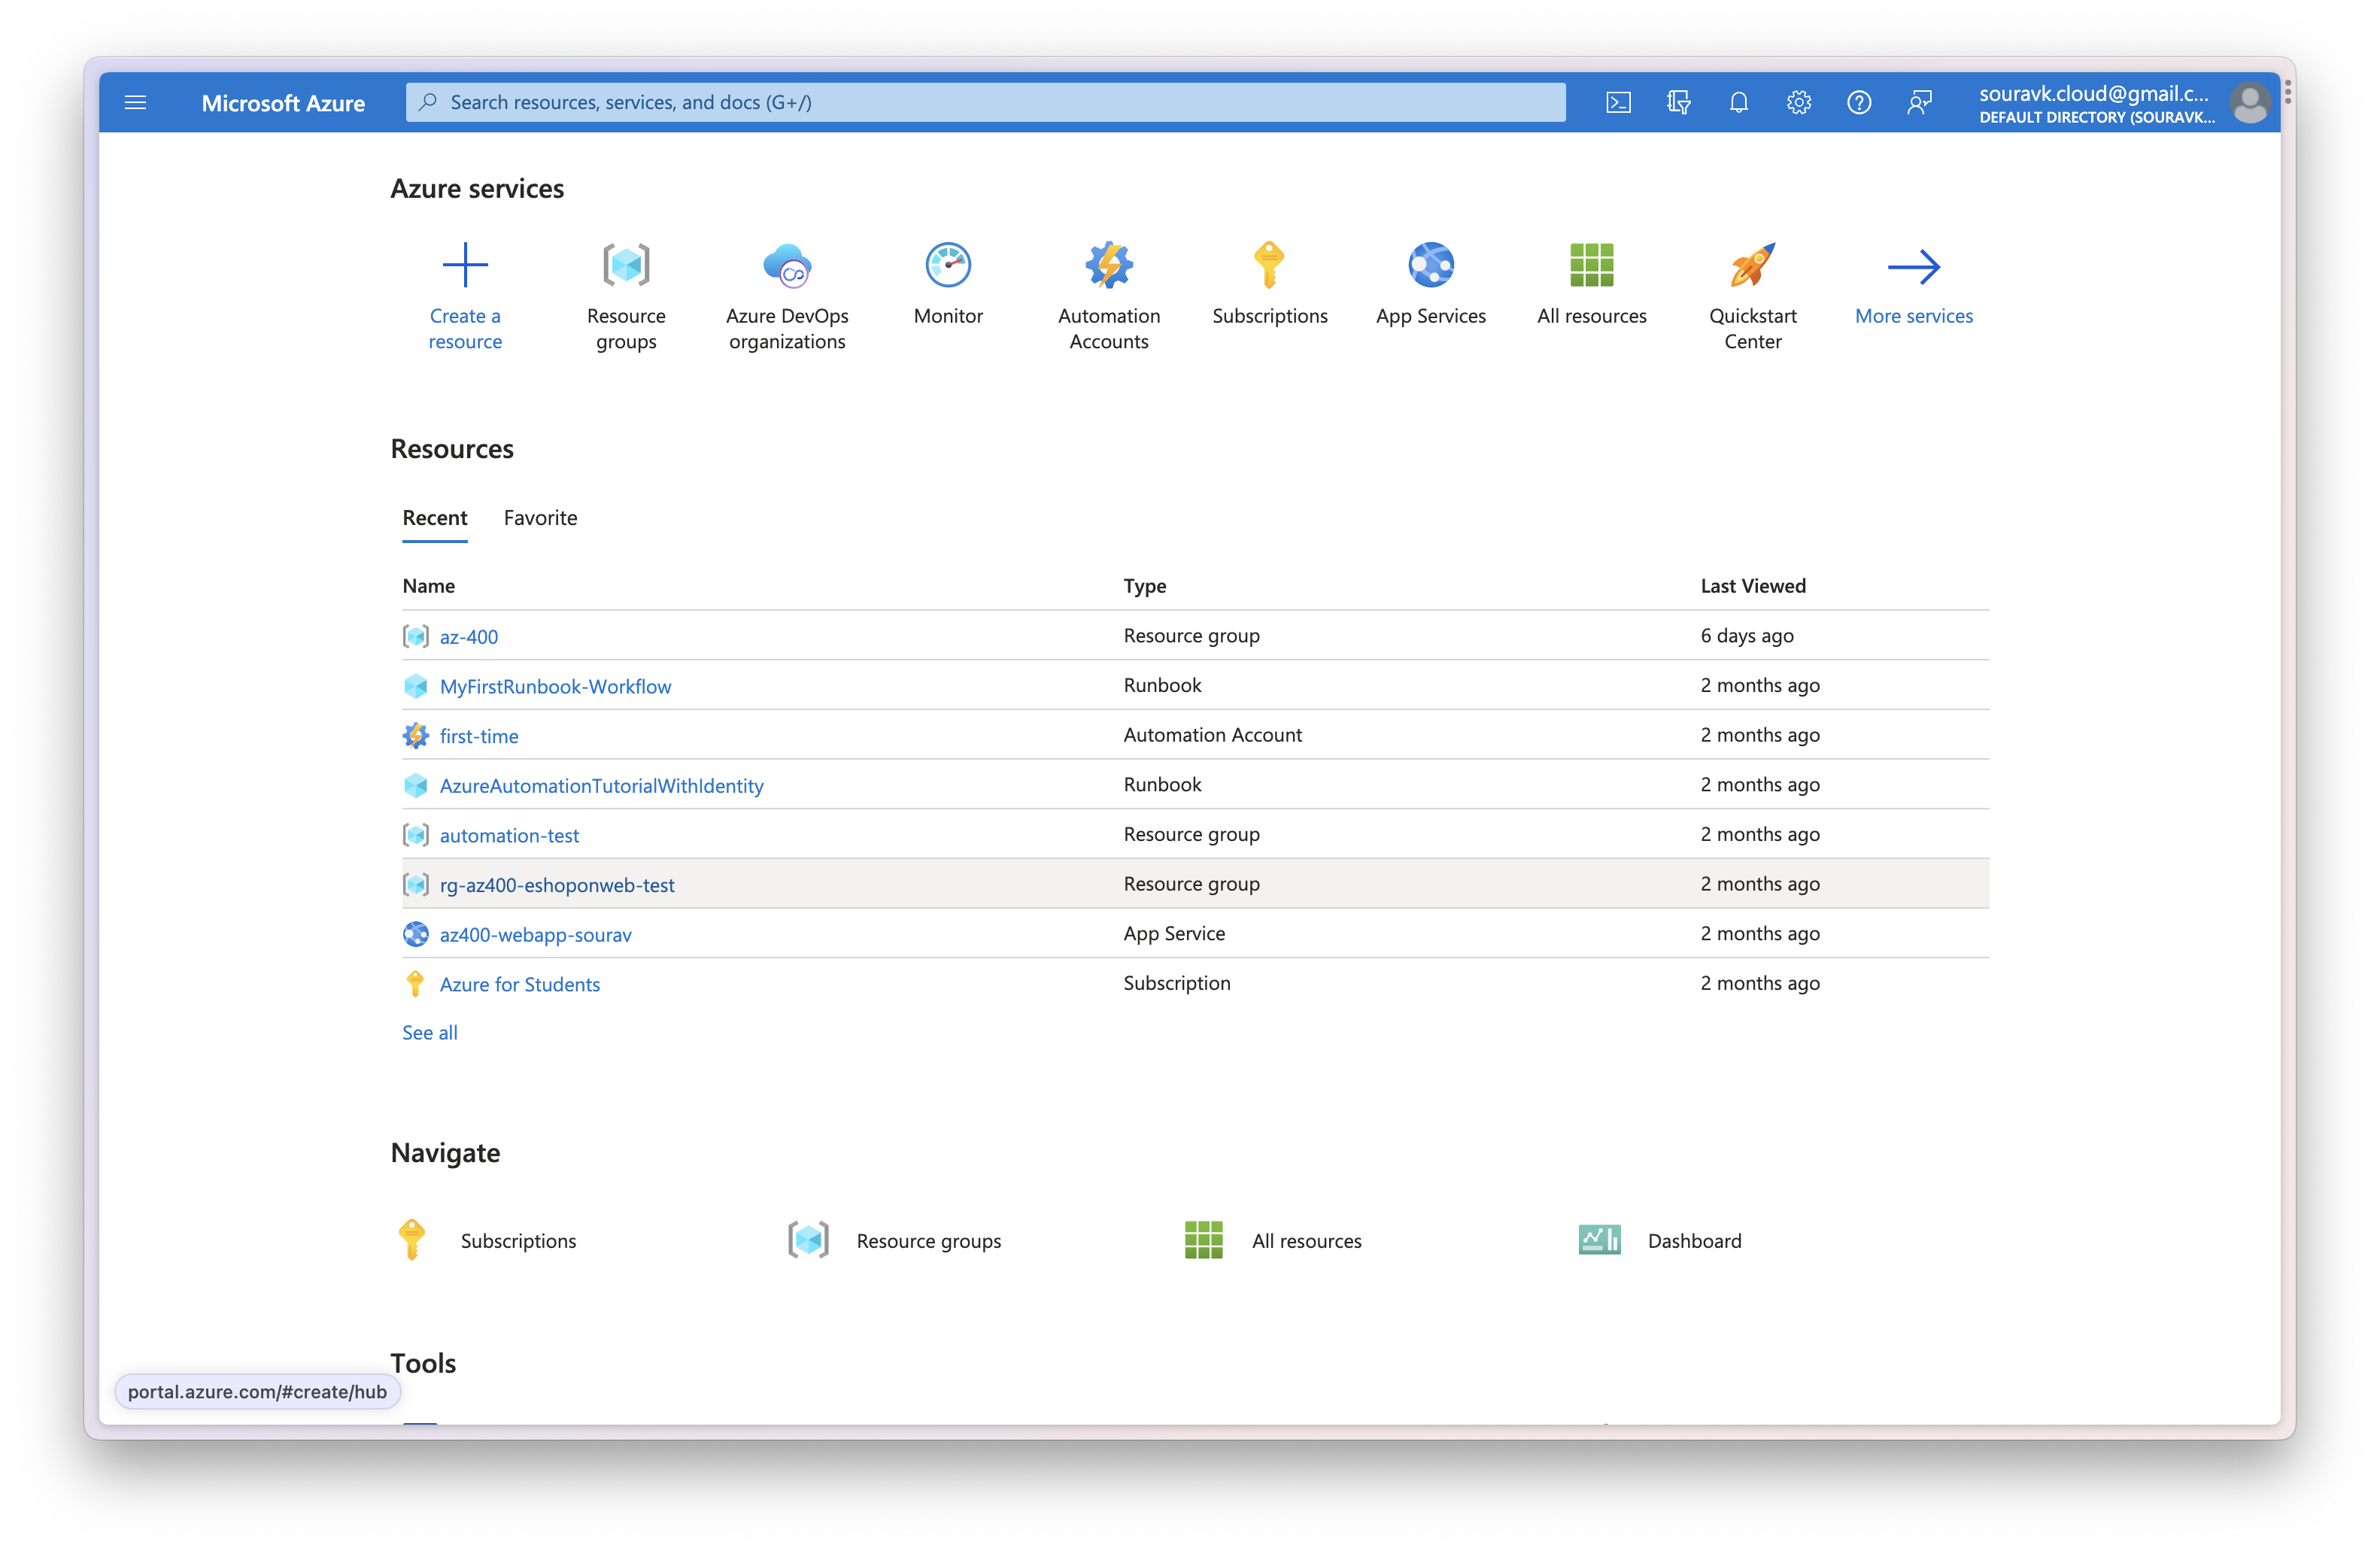 Microsoft Azure
Search resources, services, and docs (G+/)
souravk.cloud@gmail.c...
DEFAULT DIRECTORY (SOURAVK...
Azure services
Create a resource
Resource groups
Azure DevOps organizations
Monitor
Automation Accounts
Subscriptions
App Services
All resources
Quickstart Center
More services
Resources
Recent Favorite
Name Type Last Viewed
az-400 Resource group 6 days ago
MyFirstRunbook-Workflow Runbook 2 months ago
first-time Automation Account 2 months ago
AzureAutomationTutorialWithIdentity Runbook 2 months ago
automation-test Resource group 2 months ago
rg-az400-eshoponweb-test Resource group 2 months ago
az400-webapp-sourav App Service 2 months ago
Azure for Students Subscription 2 months ago
See all
Navigate
Subscriptions Resource groups All resources Dashboard
Tools
portal.azure.com/#create/hub